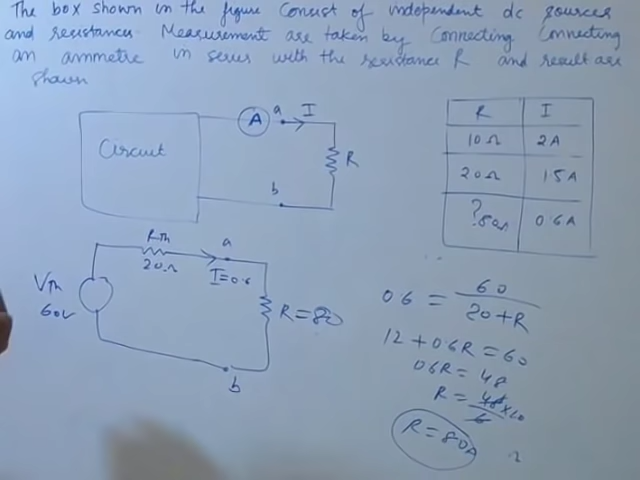 The box shown in the figure consist of independent dc sources
and resistances. Measurement are taken by connecting connecting
an ammetre in series with the resistance R and result are
shown
Circuit
A
a
I
R
b
R I
10Ω 2A
20Ω 1.5A
?80Ω 0.6A
RTh
20Ω
a
I=0.6
VTh
60V
R=80
b
0.6 = 60/20+R
12+0.6R=60
0.6R=48
R=48/6×10
R=80Ω